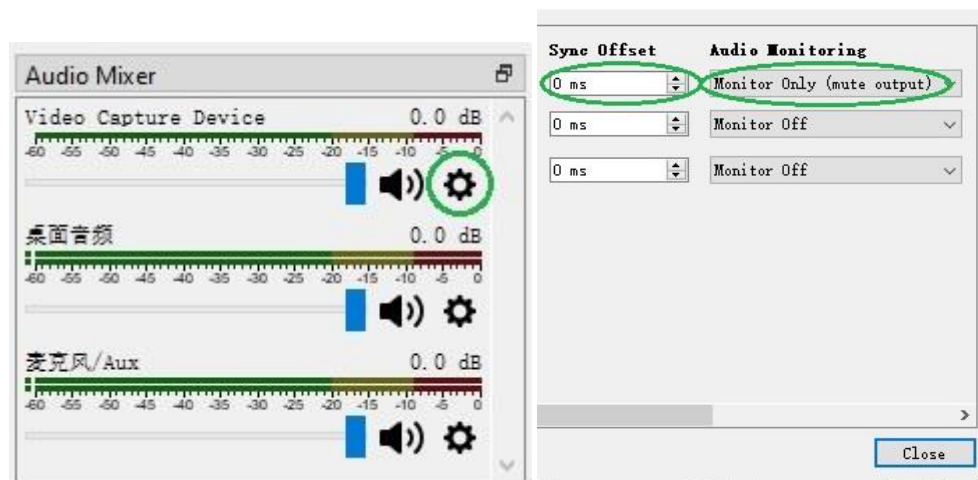 Audio Mixer
Video Capture Device 0.0 dB
-60 -55 -50 -45 -40 -35 -30 -25 -20 -15 -10 -5 0
桌面音频 0.0 dB
-60 -55 -50 -45 -40 -35 -30 -25 -20 -15 -10 -5 0
麦克风/Aux 0.0 dB
-60 -55 -50 -45 -40 -35 -30 -25 -20 -15 -10 -5 0
Sync Offset Audio Monitoring
0 ms Monitor Only (mute output)
0 ms Monitor Off
0 ms Monitor Off
Close